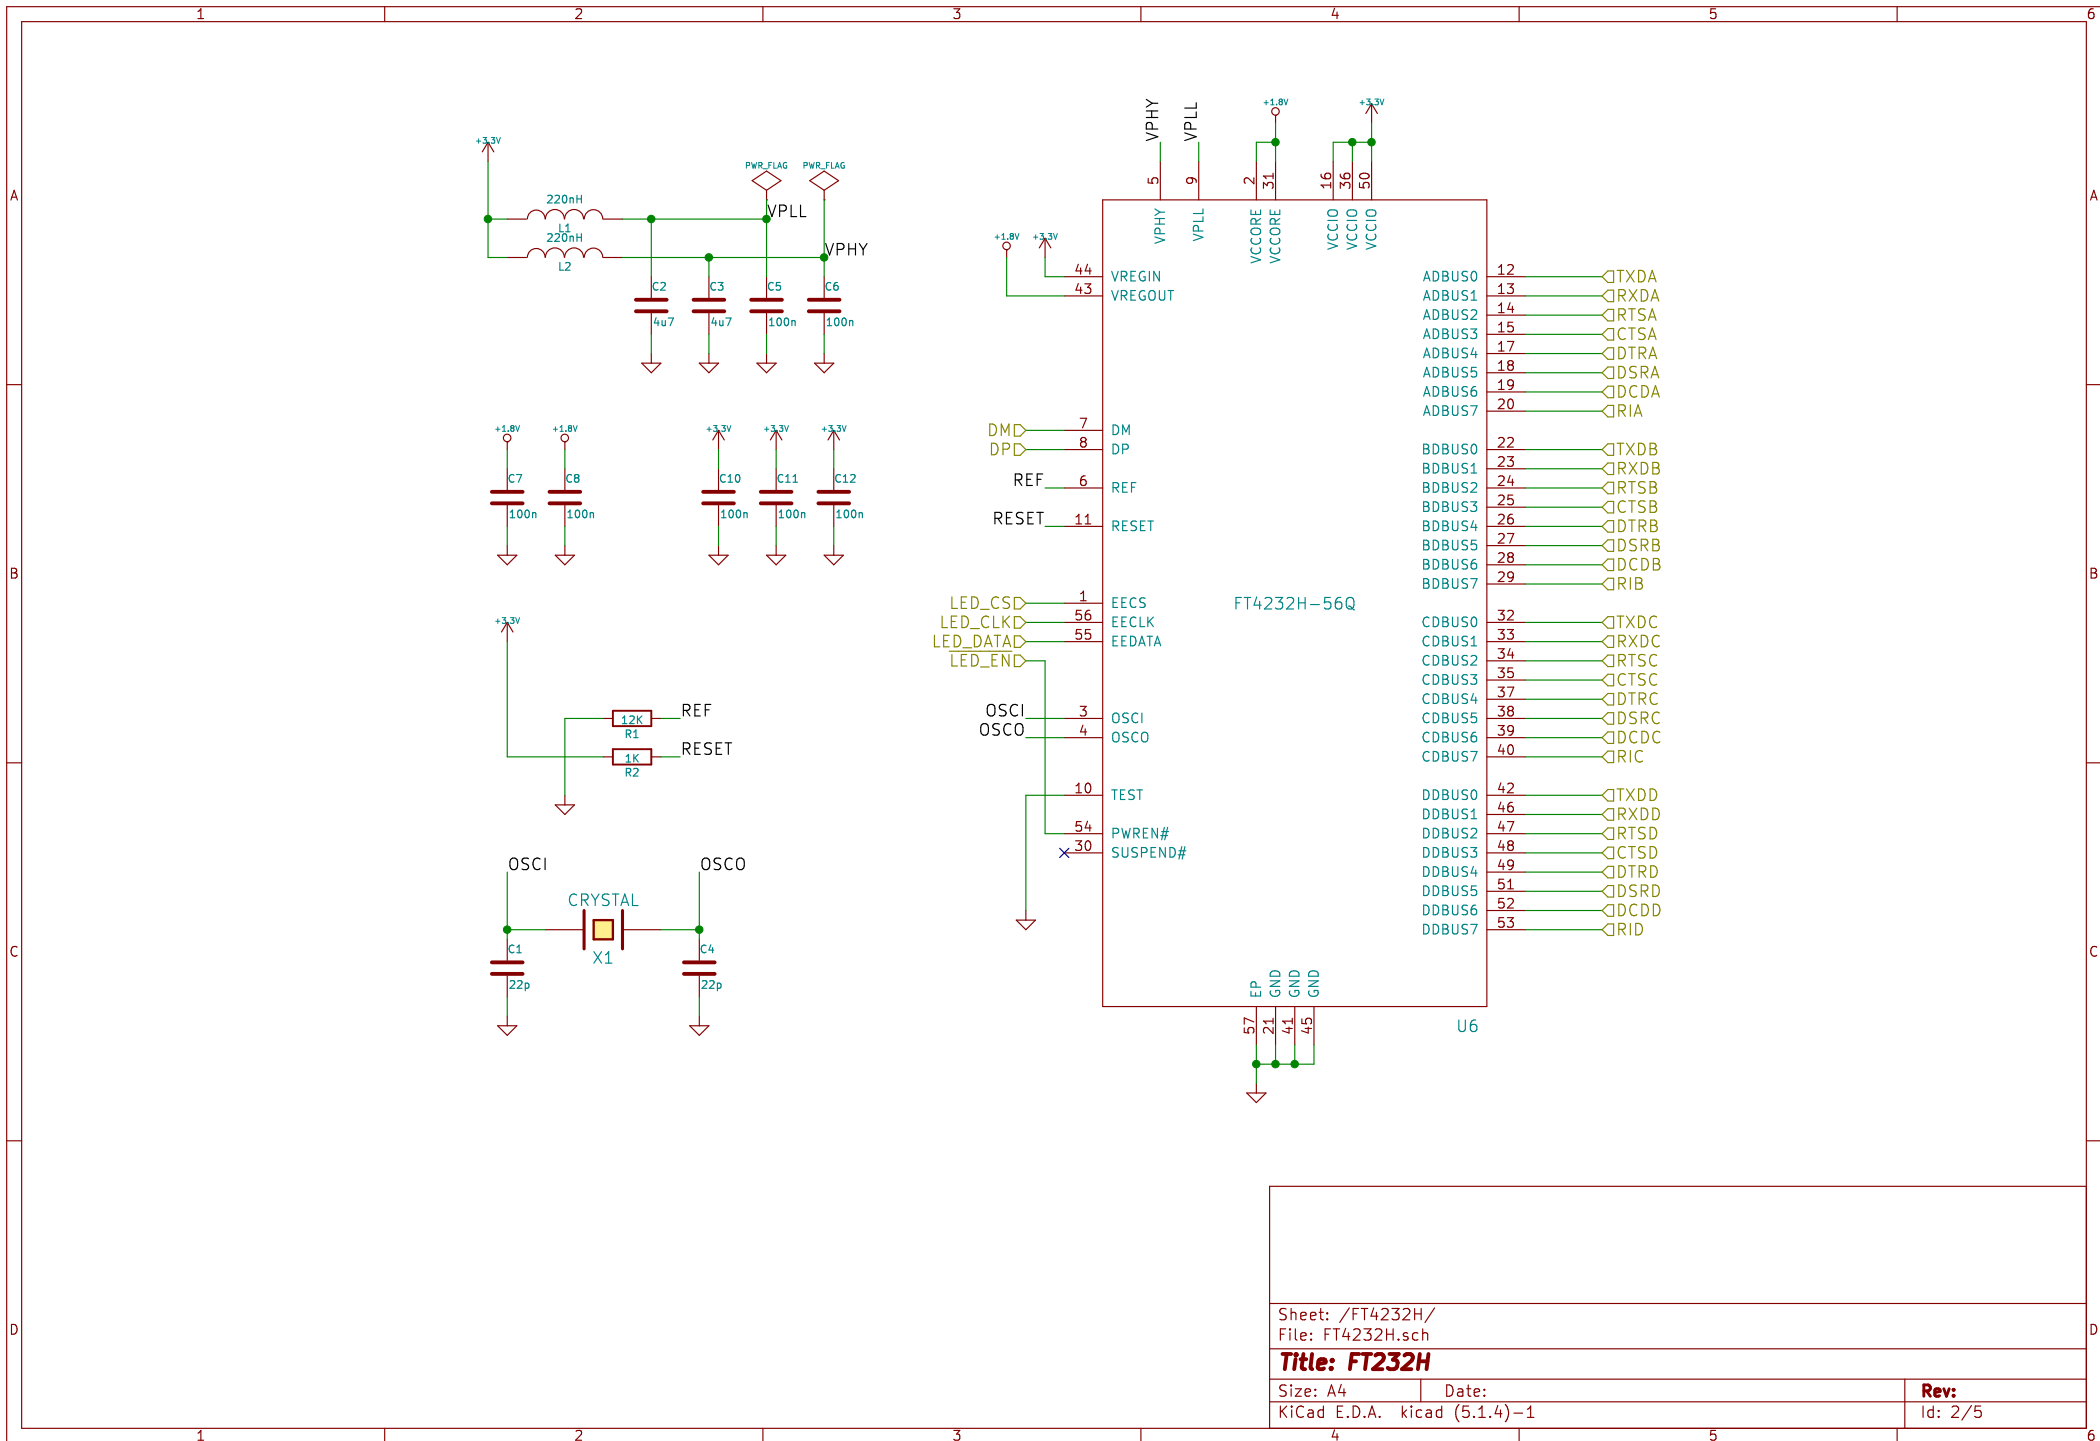 1 2 3 4 5 6
A A
B B
C C
D D
+3.3V
220nH
L1
220nH
L2
PWR_FLAG PWR_FLAG
VPLL
VPHY
C2 C3 C5 C6
4u7 4u7 100n 100n
+1.8V +1.8V +3.3V +3.3V +3.3V
C7 C8 C10 C11 C12
100n 100n 100n 100n 100n
+3.3V
12K REF
R1
1K RESET
R2
OSCI OSCO
CRYSTAL
X1
C1 C4
22p 22p
VPHY VPLL +1.8V +3.3V
5 9 2 31 16 36 50
VPHY VPLL VCCORE VCCORE VCCIO VCCIO VCCIO
+1.8V +3.3V
44 VREGIN
43 VREGOUT
DM 7 DM
DP 8 DP
REF 6 REF
RESET 11 RESET
LED_CS 1 EECS
LED_CLK 56 EECLK
LED_DATA 55 EEDATA
LED_EN
OSCI 3 OSCI
OSCO 4 OSCO
10 TEST
54 PWREN#
30 SUSPEND#
FT4232H-56Q
ADBUS0 12 TXDA
ADBUS1 13 RXDA
ADBUS2 14 RTSA
ADBUS3 15 CTSA
ADBUS4 17 DTRA
ADBUS5 18 DSRA
ADBUS6 19 DCDA
ADBUS7 20 RIA
BDBUS0 22 TXDB
BDBUS1 23 RXDB
BDBUS2 24 RTSB
BDBUS3 25 CTSB
BDBUS4 26 DTRB
BDBUS5 27 DSRB
BDBUS6 28 DCDB
BDBUS7 29 RIB
CDBUS0 32 TXDC
CDBUS1 33 RXDC
CDBUS2 34 RTSC
CDBUS3 35 CTSC
CDBUS4 37 DTRC
CDBUS5 38 DSRC
CDBUS6 39 DCDC
CDBUS7 40 RIC
DDBUS0 42 TXDD
DDBUS1 46 RXDD
DDBUS2 47 RTSD
DDBUS3 48 CTSD
DDBUS4 49 DTRD
DDBUS5 51 DSRD
DDBUS6 52 DCDD
DDBUS7 53 RID
EP GND GND GND
57 21 41 45
U6
Sheet: /FT4232H/
File: FT4232H.sch
Title: FT232H
Size: A4 Date: Rev:
KiCad E.D.A. kicad (5.1.4)-1 Id: 2/5
1 2 3 4 5 6